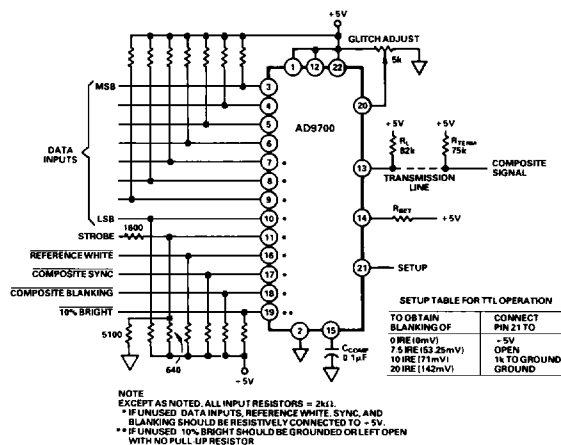 +5V
GLITCH ADJUST
5k
1
12
22
MSB
3
4
5
6
7 *
8 *
9 *
10 *
11 *
16 *
17 *
18 *
19 **
2
15
20
13
14
21
AD9700
DATA
INPUTS
LSB
STROBE
1600
REFERENCE WHITE
COMPOSITE SYNC
COMPOSITE BLANKING
10% BRIGHT
5100
640
+5V
+5V
RL
82k
+5V
RTERM
75k
COMPOSITE
SIGNAL
TRANSMISSION
LINE
RSET
+5V
SETUP
CCOMP
0.1µF
SETUP TABLE FOR TTL OPERATION
TO OBTAIN BLANKING OF CONNECT PIN 21 TO
0 IRE (0mV) +5V
7.5 IRE (53.25mV) OPEN
10 IRE (71mV) 1k TO GROUND
20 IRE (142mV) GROUND
NOTE
EXCEPT AS NOTED, ALL INPUT RESISTORS = 2kΩ.
* IF UNUSED DATA INPUTS, REFERENCE WHITE, SYNC, AND
BLANKING SHOULD BE RESISTIVELY CONNECTED TO +5V.
** IF UNUSED 10% BRIGHT SHOULD BE GROUNDED OR LEFT OPEN
WITH NO PULL-UP RESISTOR